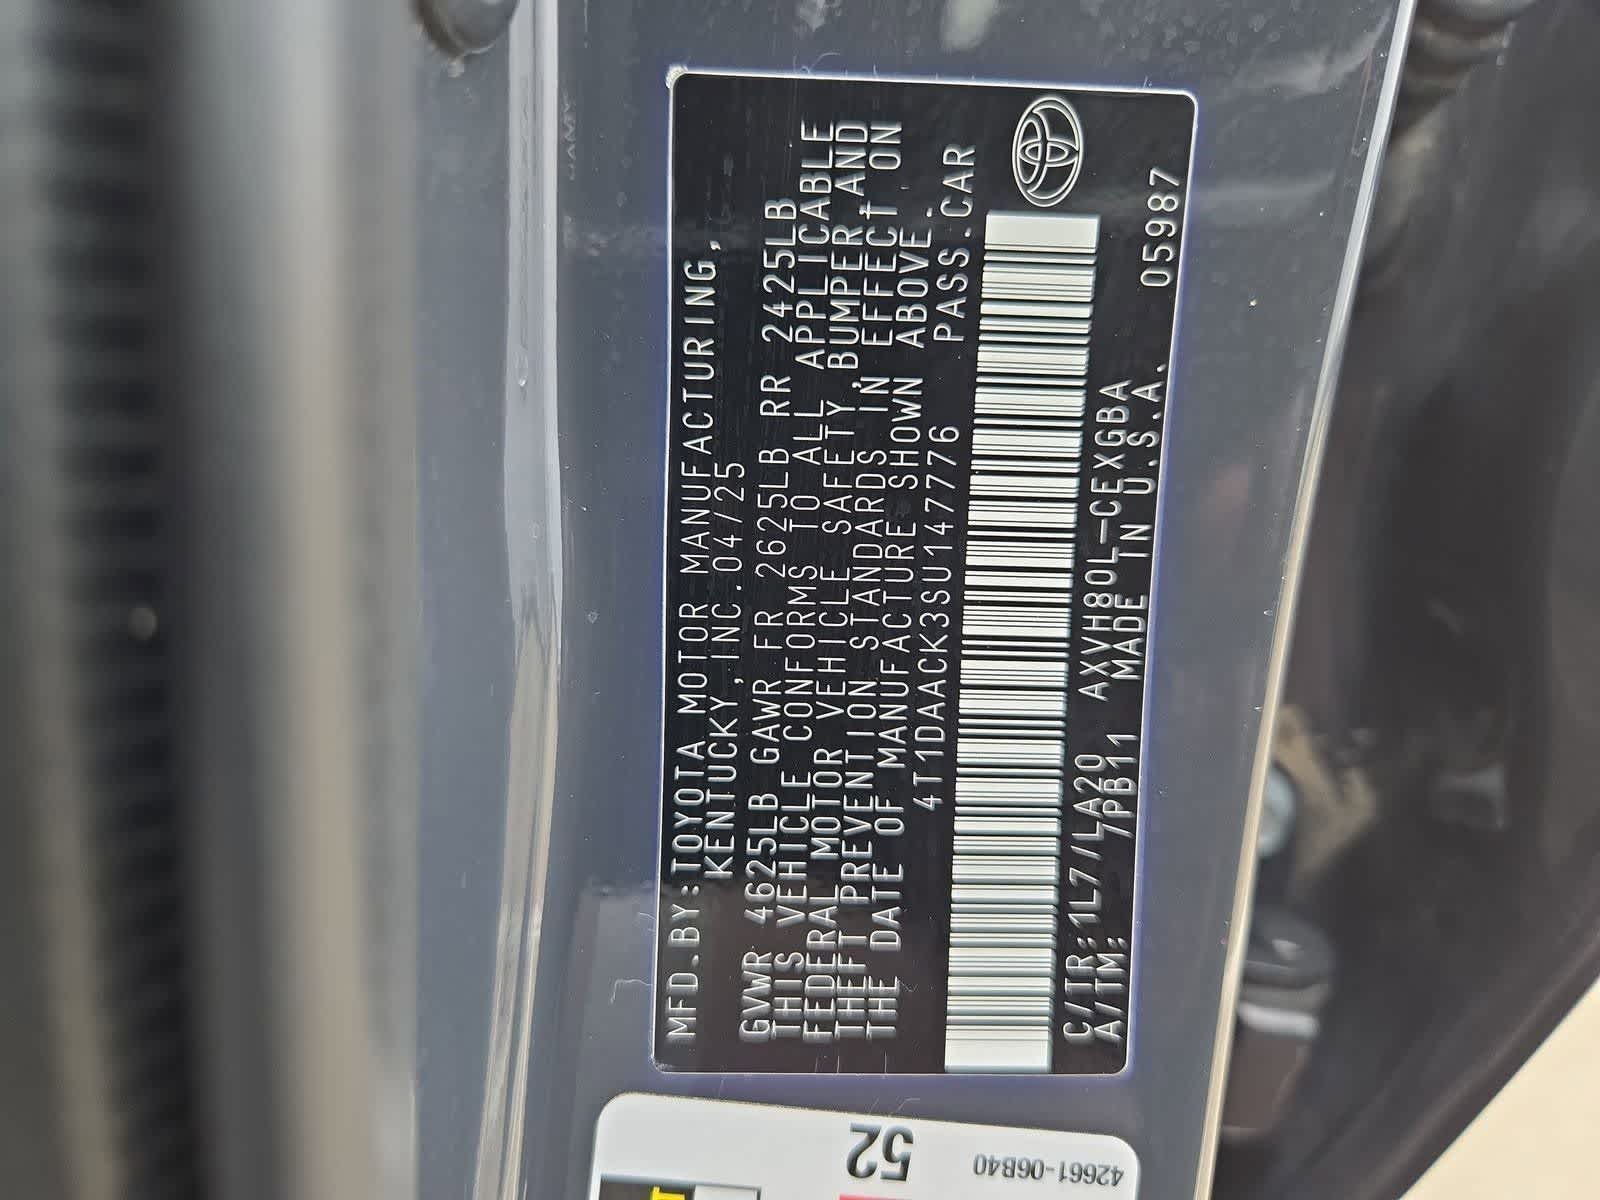 MFD.BY:TOYOTA MOTOR MANUFACTURING,
KENTUCKY,INC.04/25
GVWR 4625LB GAWR FR 2625LB RR 2425LB
THIS VEHICLE CONFORMS TO ALL APPLICABLE
FEDERAL MOTOR VEHICLE SAFETY,BUMPER,AND
THEFT PREVENTION STANDARDS IN EFFECT ON
THE DATE OF MANUFACTURE SHOWN ABOVE.
4T1DAACK3SU147776 PASS.CAR
C/TR:1L7/LA20 AXVH80L-CEXGBA
A/TM: 7PB11 MADE IN U.S.A. 05987
52
42661-06B40